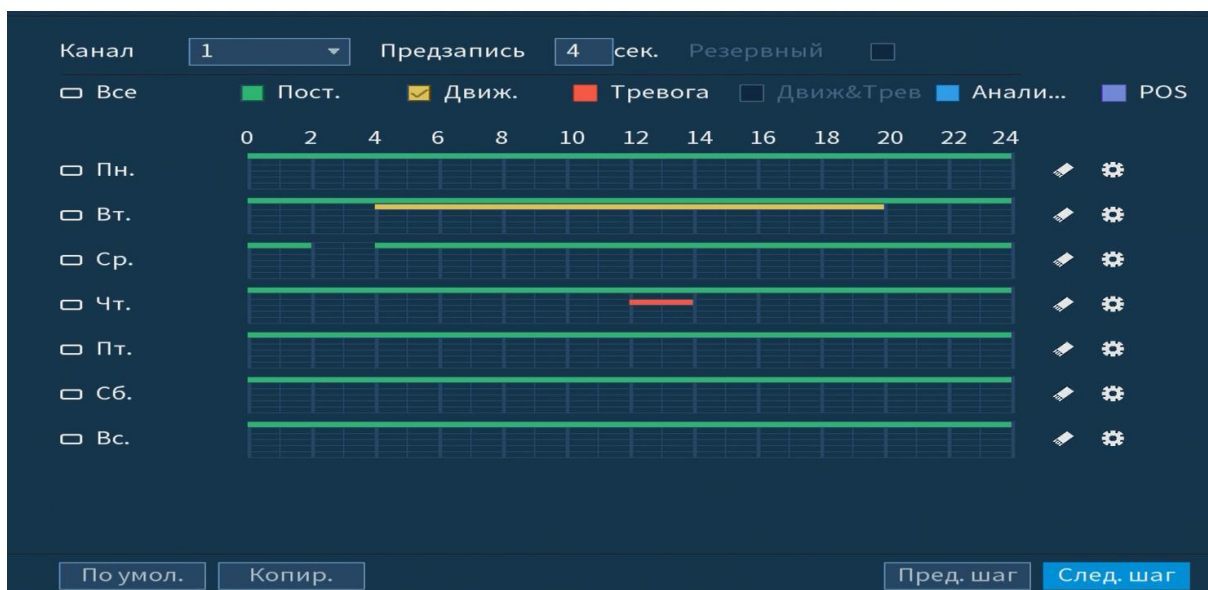 Канал 1 Предзапись 4 сек. Резервный
Все Пост. Движ. Тревога Движ&Трев Анали... POS
0 2 4 6 8 10 12 14 16 18 20 22 24
Пн.
Вт.
Ср.
Чт.
Пт.
Сб.
Вс.
По умол. Копир. Пред. шаг След. шаг